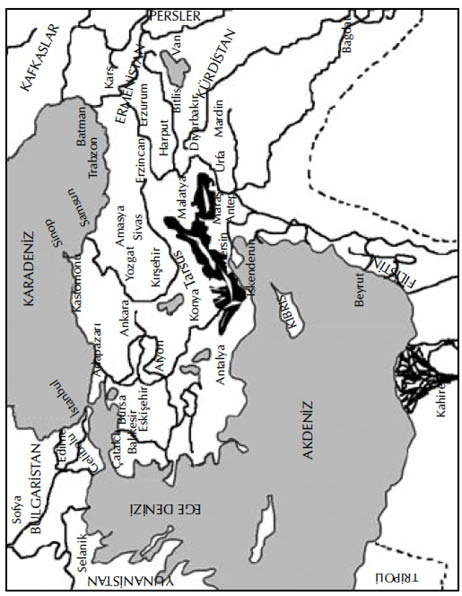 KAFKASLAR
PERSLER
Kars
ERMENİSTAN
Van
KÜRDİSTAN
Bağdat
Batman
Trabzon
Erzurum
Bitlis
Erzincan
Harput
Diyarbakır
Mardin
Urfa
Samsun
Sinop
Amasya
Sivas
Malatya
Maraş
Antep
KARADENİZ
Kastomonu
Yozgat
Kırşehir
Tarsus
Mersin
İskenderun
Ankara
Konya
KIBRIS
Beyrut
FİLİSTİN
Adapazarı
Afyon
Antalya
İstanbul
Bursa
Eskişehir
Balıkesir
Çatalca
Edirne
Gelibolu
AKDENİZ
Kahire
Sofya
BULGARİSTAN
EGE DENİZİ
Selanik
YUNANİSTAN
TRİPOLİ